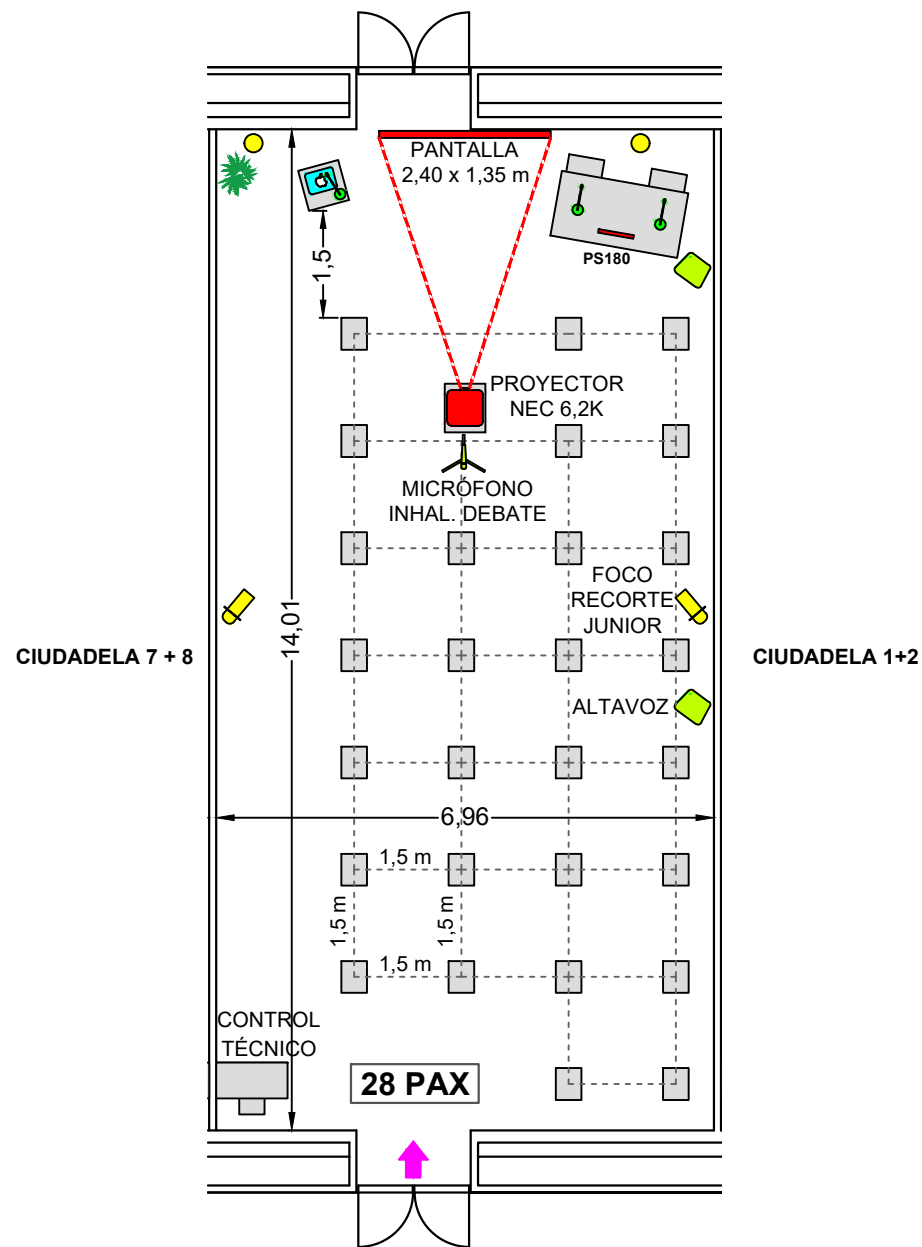 PANTALLA
2,40 x 1,35 m
1,5
PS180
PROYECTOR
NEC 6,2K
MICRÓFONO
INHAL. DEBATE
FOCO
RECORTE
JUNIOR
14,01
CIUDADELA 7 + 8
CIUDADELA 1+2
ALTAVOZ
6,96
1,5 m
1,5 m
1,5 m
1,5 m
CONTROL
TÉCNICO
28 PAX